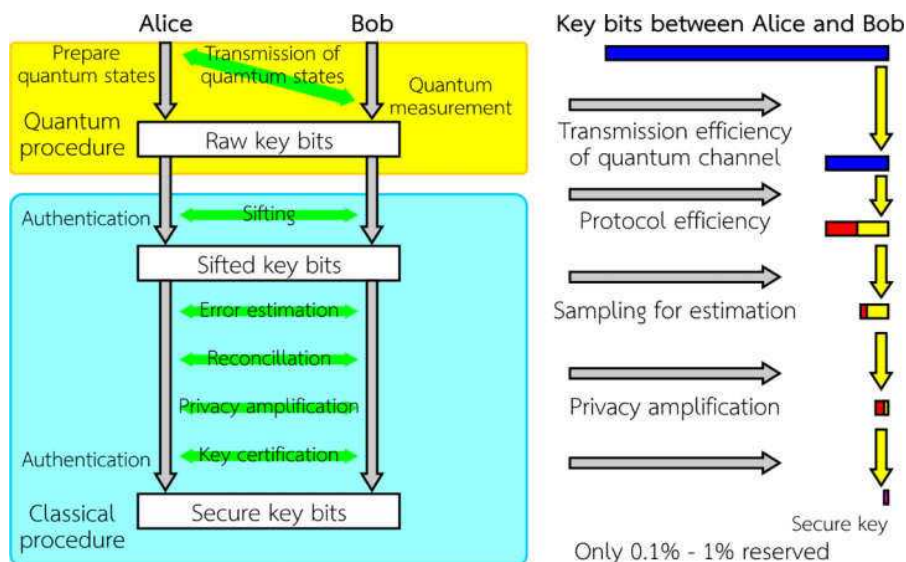 Alice
Bob
Prepare
quantum states
Transmission of
quamtum states
Quantum
measurement
Quantum
procedure
Raw key bits
Authentication
Sifting
Sifted key bits
Error estimation
Reconcillation
Privacy amplification
Key certification
Authentication
Classical
procedure
Secure key bits
Key bits between Alice and Bob
Transmission efficiency
of quantum channel
Protocol efficiency
Sampling for estimation
Privacy amplification
Secure key
Only 0.1% - 1% reserved